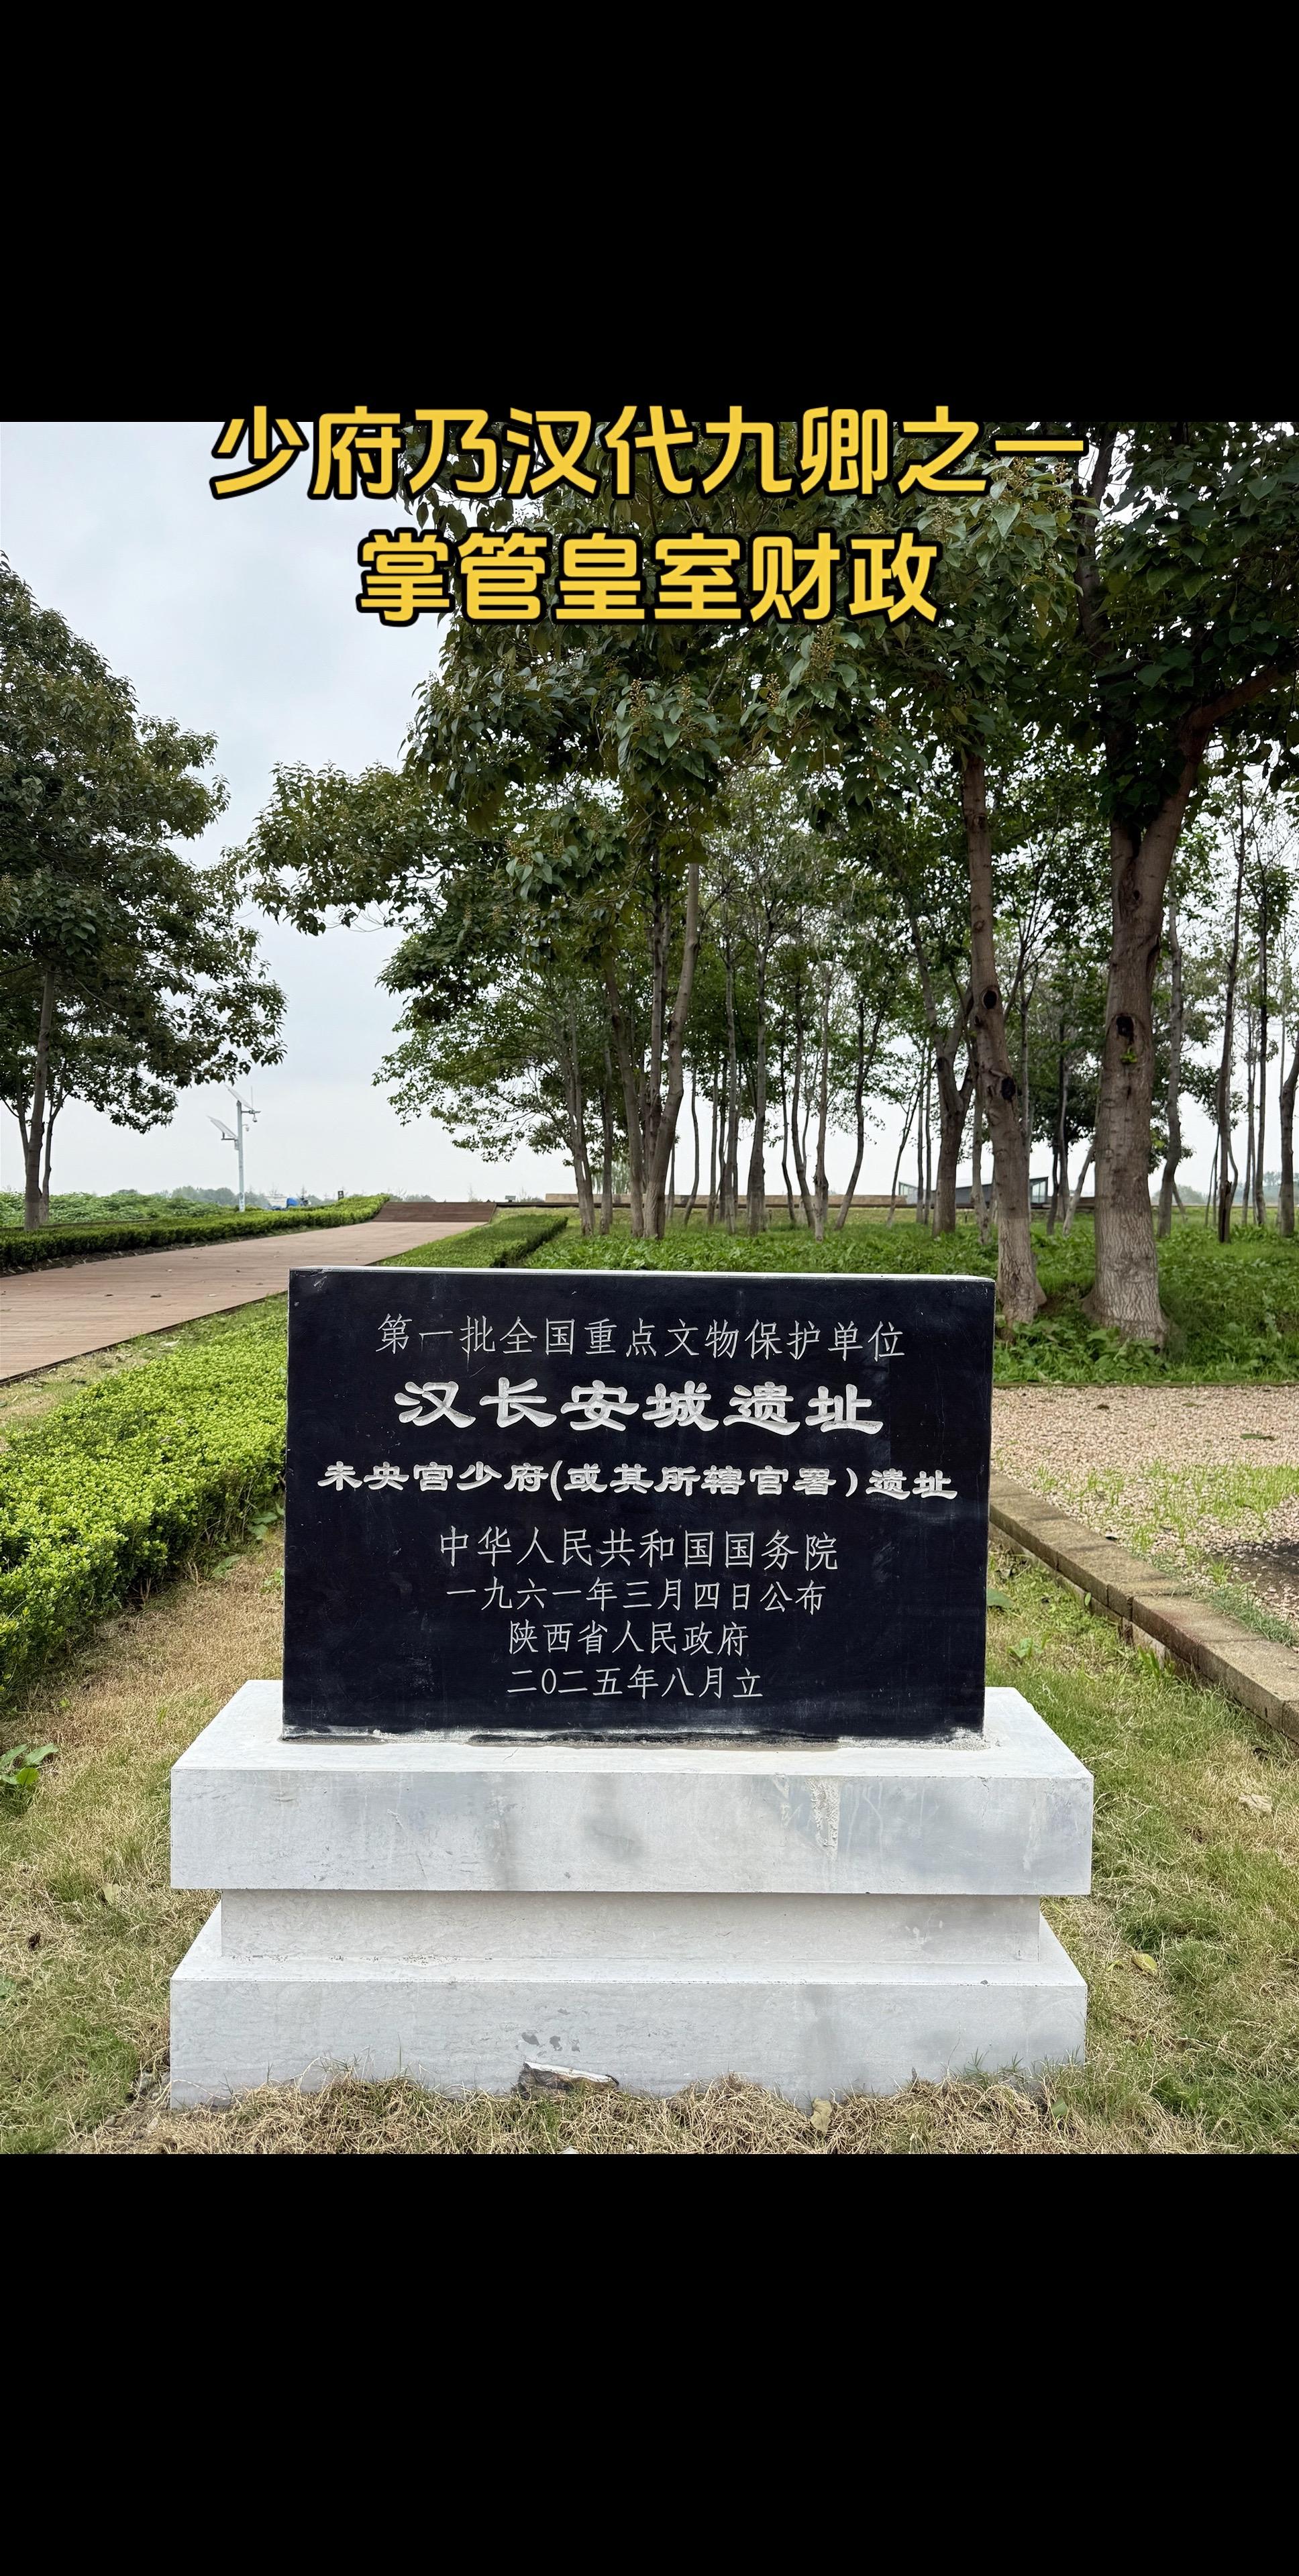 少府乃汉代九卿之一
掌管皇室财政
第一批全国重点文物保护单位
汉长安城遗址
未央宫少府(或其所辖官署)遗址
中华人民共和国国务院
一九六一年三月四日公布
陕西省人民政府
二〇二五年八月立